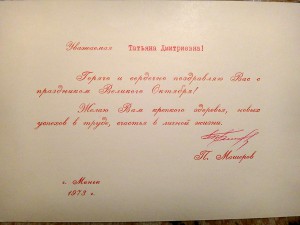 Уважаемая Татьяна Дмитриевна!
Горячо и сердечно поздравляю Вас с
праздником Великого Октября!
Желаю Вам крепкого здоровья, новых
успехов в труде, счастья в личной жизни.
П. Машеров
г. Минск
1973 г.